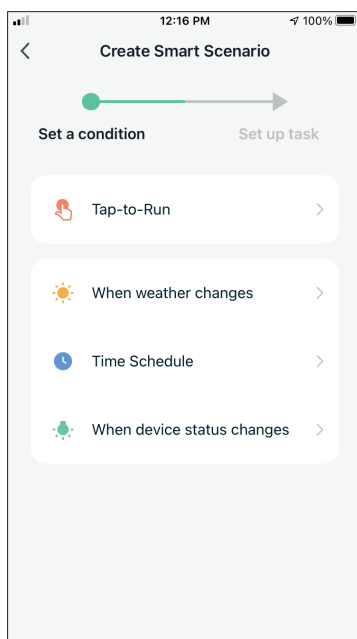 12:16 PM 100%
Create Smart Scenario
Set a condition Set up task
Tap-to-Run
When weather changes
Time Schedule
When device status changes